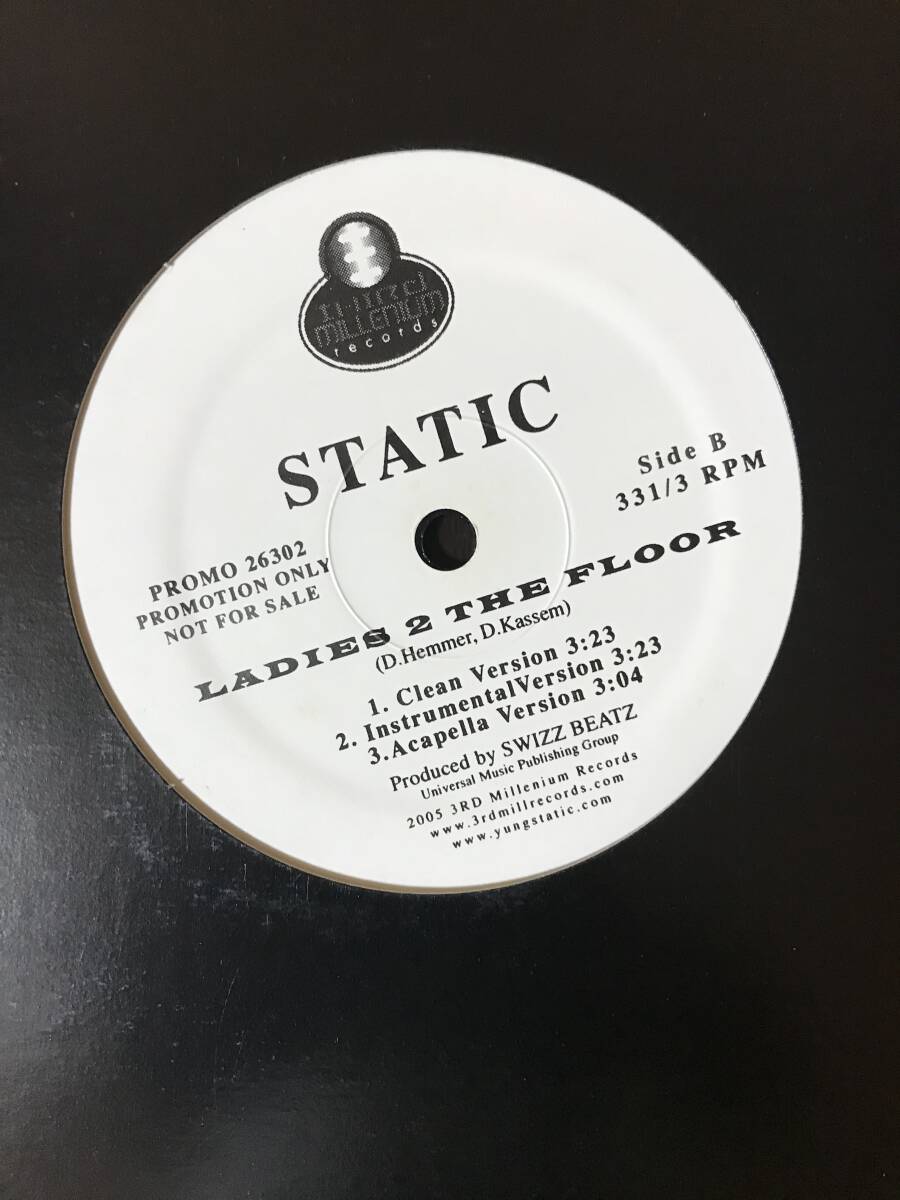 third
MILLENIUM
records
STATIC
Side B
331/3 RPM
PROMO 26302
PROMOTION ONLY
NOT FOR SALE
LADIES 2 THE FLOOR
(D.Hemmer, D.Kassem)
1. Clean Version 3:23
2. InstrumentalVersion 3:23
3.Acapella Version 3:04
Produced by SWIZZ BEATZ
Universal Music Publishing Group
2005 3RD Millenium Records
www.3rdmillrecords.com
www.yungstatic.com